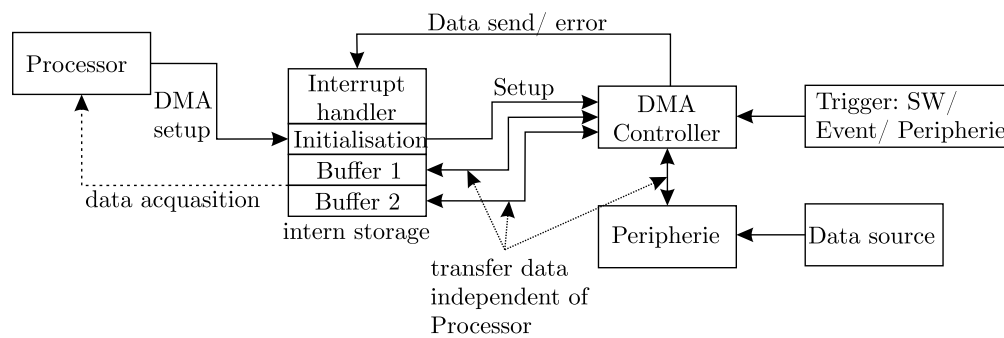 Data send/ error
Processor
DMA
setup
Interrupt
handler
Initialisation
Buffer 1
Buffer 2
intern storage
data acquasition
Setup
DMA
Controller
Trigger: SW/
Event/ Peripherie
Peripherie
Data source
transfer data
independent of
Processor